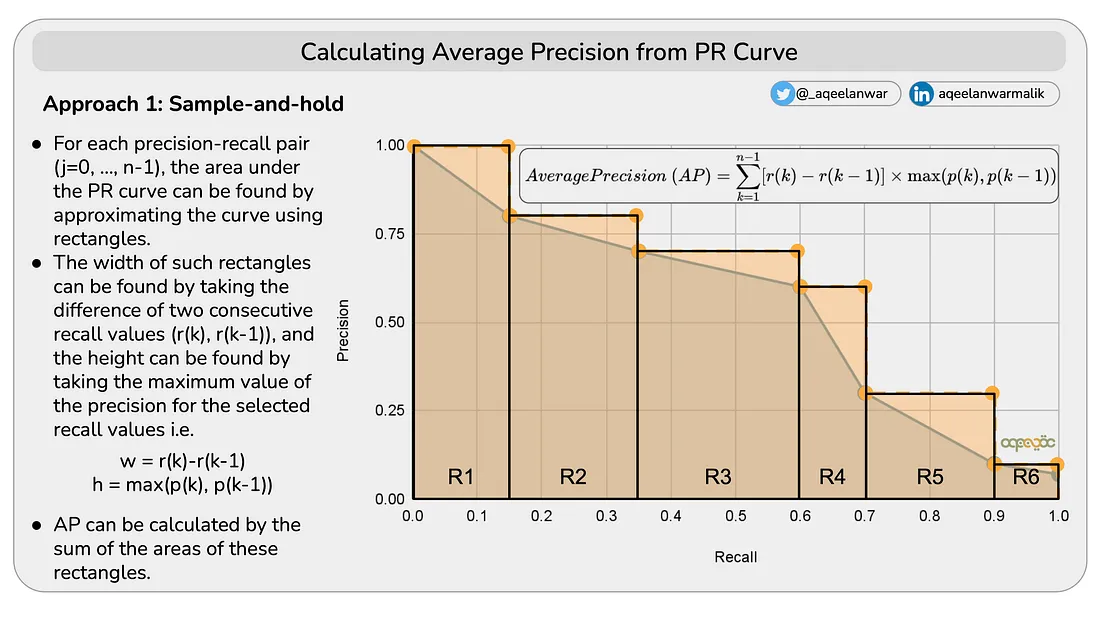 Calculating Average Precision from PR Curve
@_aqeelanwar
aqeelanwarmalik
Approach 1: Sample-and-hold
● For each precision-recall pair
(j=0, ..., n-1), the area under
the PR curve can be found by
approximating the curve using
rectangles.
● The width of such rectangles
can be found by taking the
difference of two consecutive
recall values (r(k), r(k-1)), and
the height can be found by
taking the maximum value of
the precision for the selected
recall values i.e.
w = r(k)-r(k-1)
h = max(p(k), p(k-1))
● AP can be calculated by the
sum of the areas of these
rectangles.
AveragePrecision (AP) = ∑_{k=1}^{n−1}[r(k) − r(k − 1)] × max(p(k), p(k − 1))
Precision
1.00
0.75
0.50
0.25
0.00
R1 R2 R3 R4 R5 R6
0.0 0.1 0.2 0.3 0.4 0.5 0.6 0.7 0.8 0.9 1.0
Recall